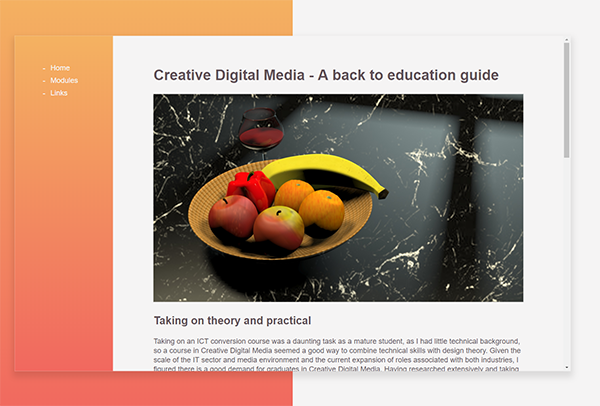 - Home
- Modules
- Links
Creative Digital Media - A back to education guide
Taking on theory and practical
Taking on an ICT conversion course was a daunting task as a mature student, as I had little technical background,
so a course in Creative Digital Media seemed a good way to combine technical skills with design theory. Given the
scale of the IT sector and media environment and the current expansion of roles associated with both industries, I
figured there is a good demand for graduates in Creative Digital Media. Having researched extensively and taking